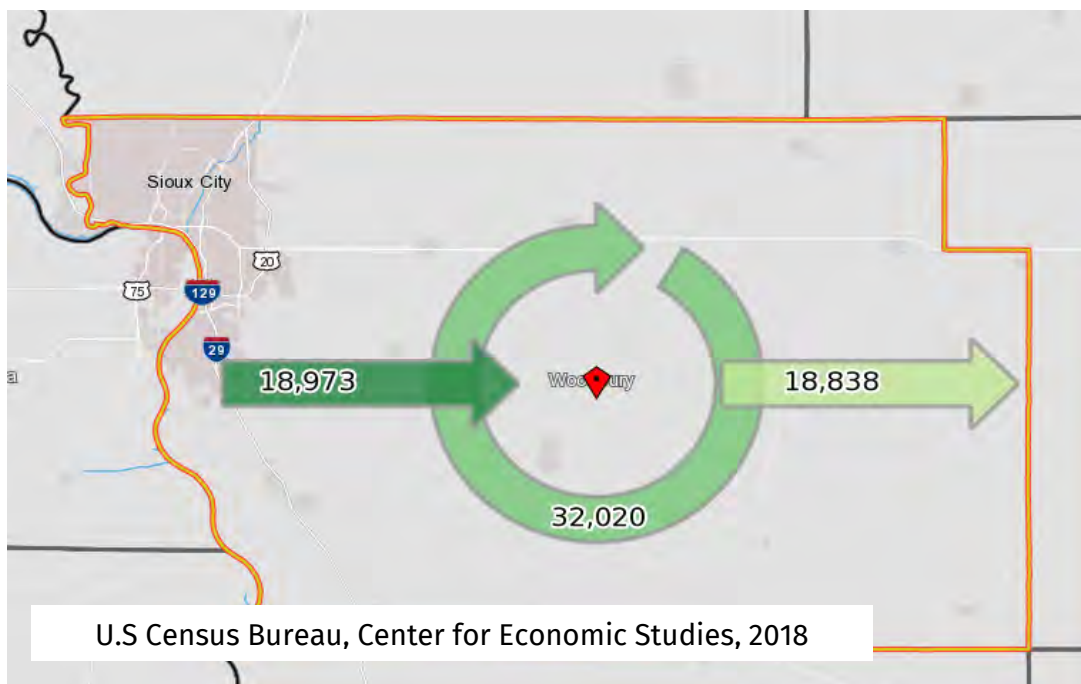 Sioux City
20
75
129
29
a
18,973
18,838
32,020
U.S Census Bureau, Center for Economic Studies, 2018